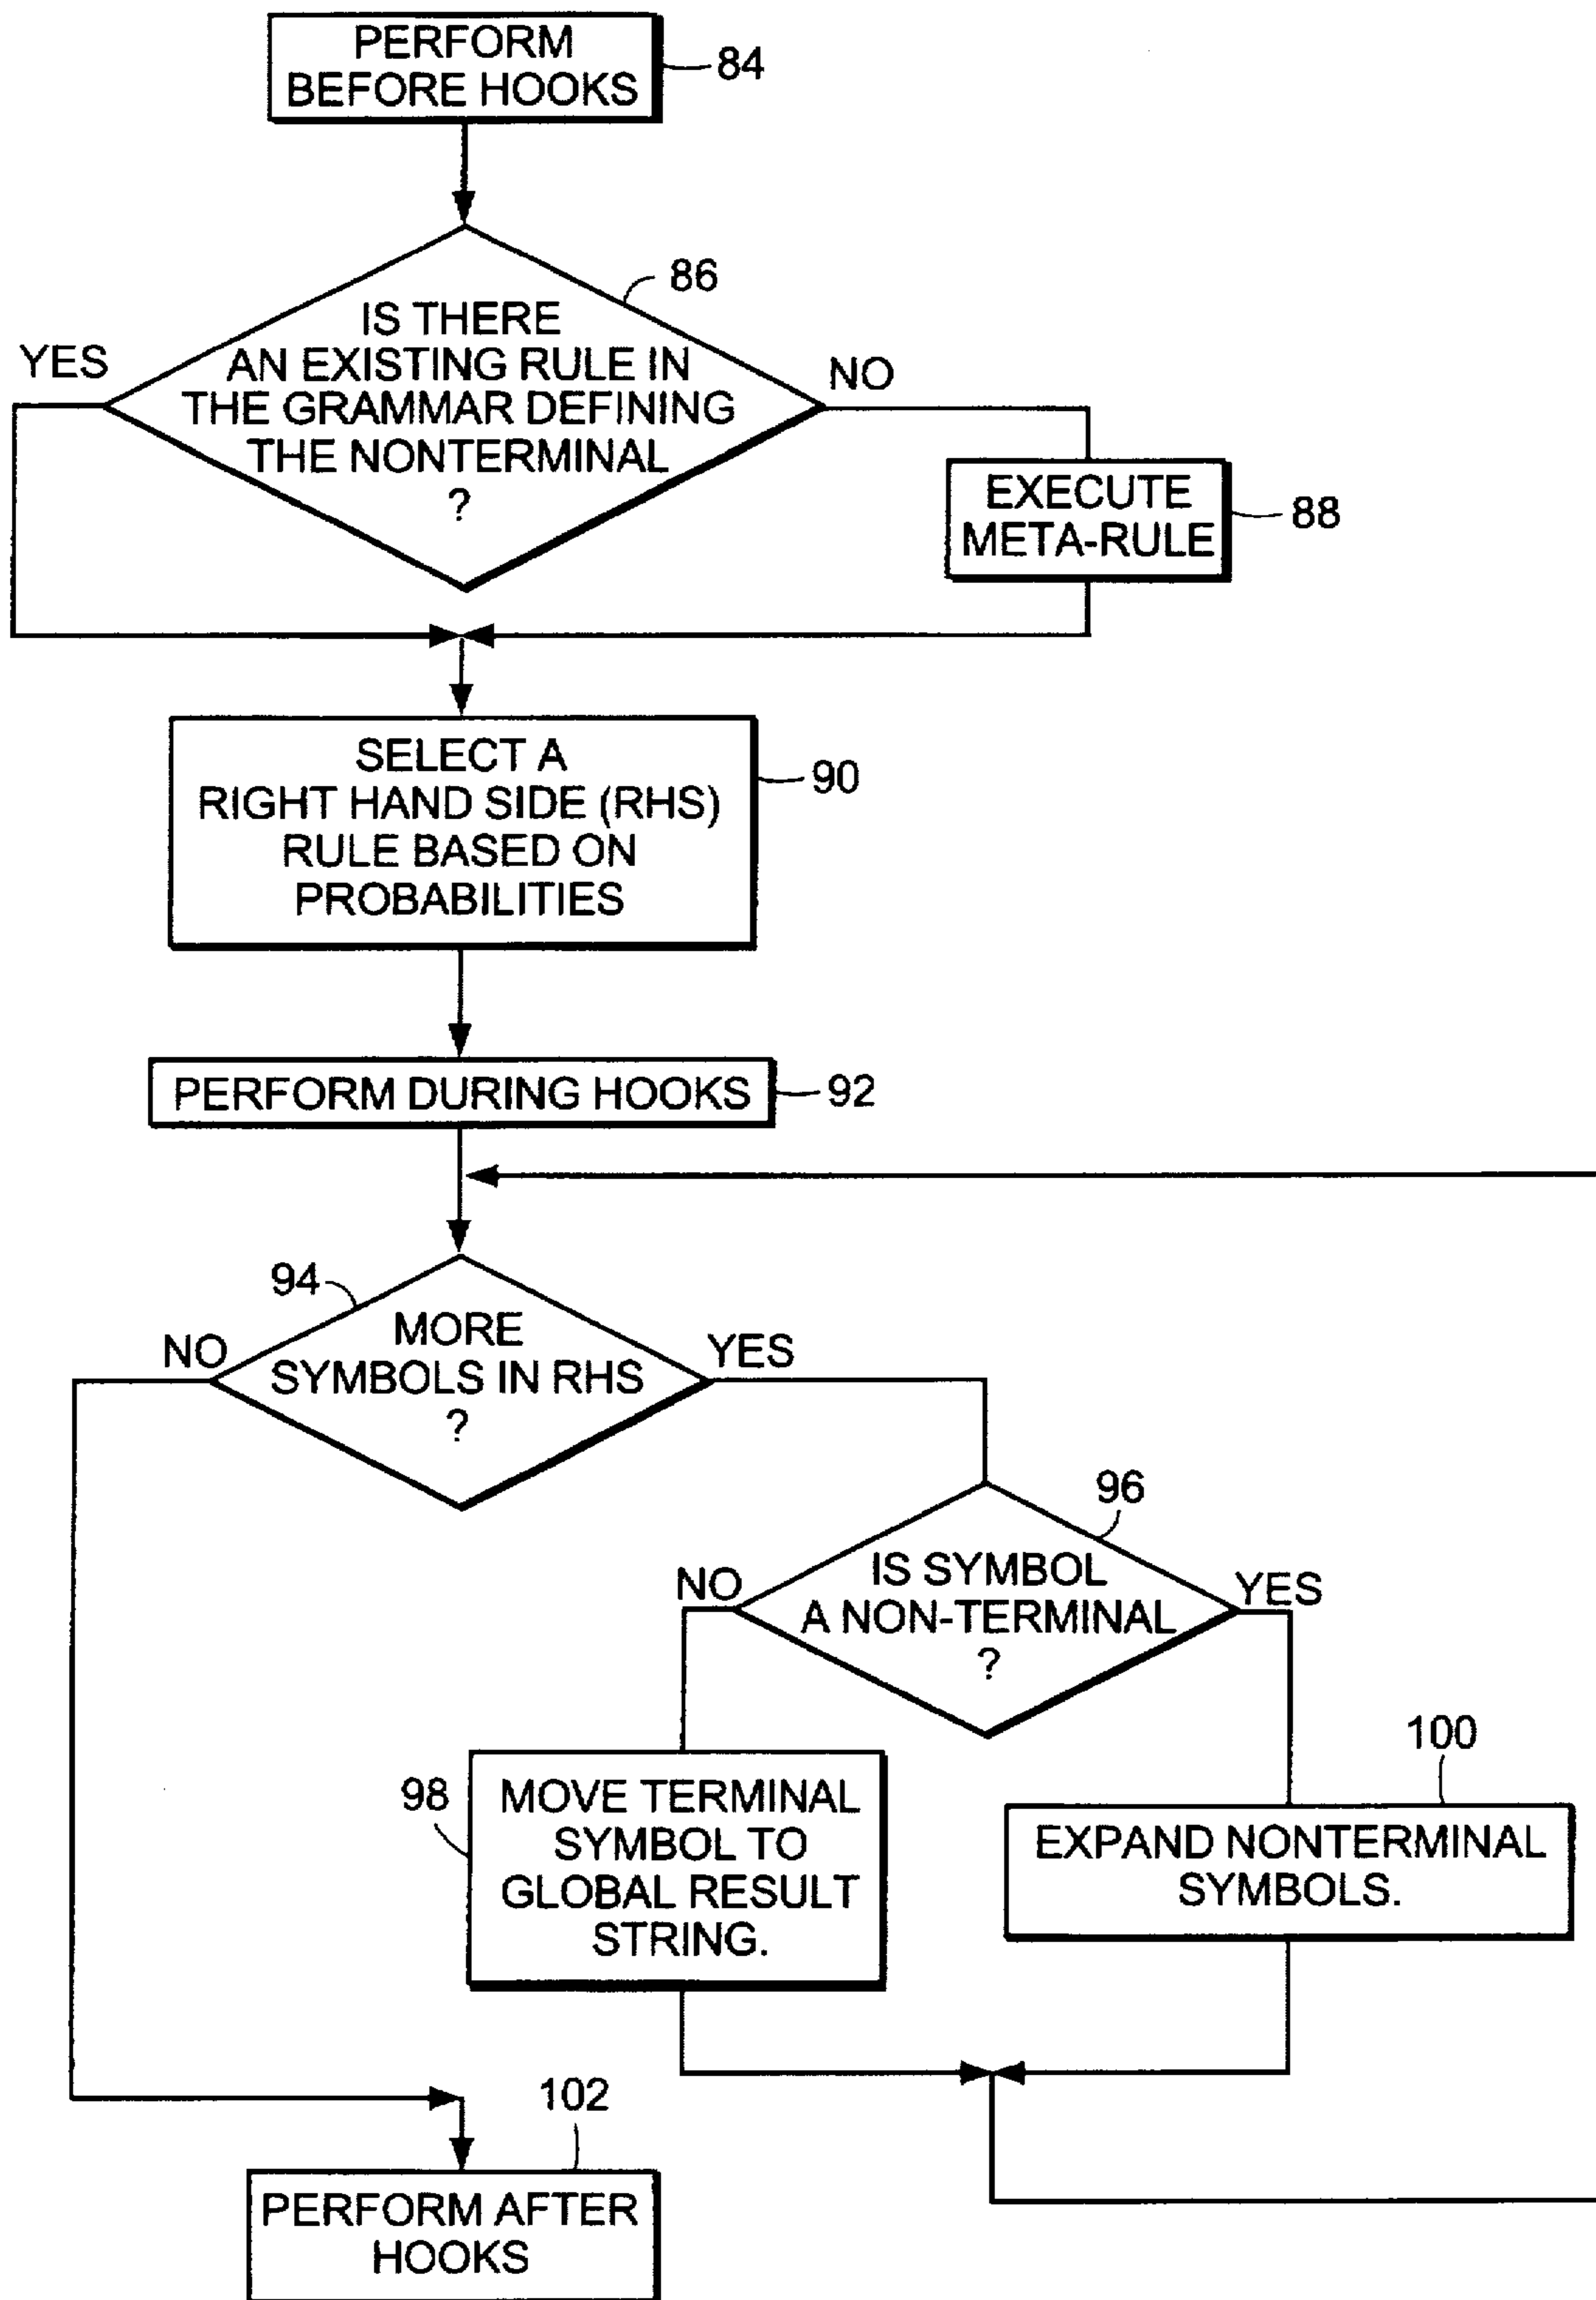 PERFORM
BEFORE HOOKS
84
86
IS THERE
AN EXISTING RULE IN
THE GRAMMAR DEFINING
THE NONTERMINAL
?
YES
NO
EXECUTE
META-RULE
88
SELECT A
RIGHT HAND SIDE (RHS)
RULE BASED ON
PROBABILITIES
90
PERFORM DURING HOOKS
92
94
MORE
SYMBOLS IN RHS
?
NO
YES
96
IS SYMBOL
A NON-TERMINAL
?
NO
YES
98
MOVE TERMINAL
SYMBOL TO
GLOBAL RESULT
STRING.
100
EXPAND NONTERMINAL
SYMBOLS.
102
PERFORM AFTER
HOOKS